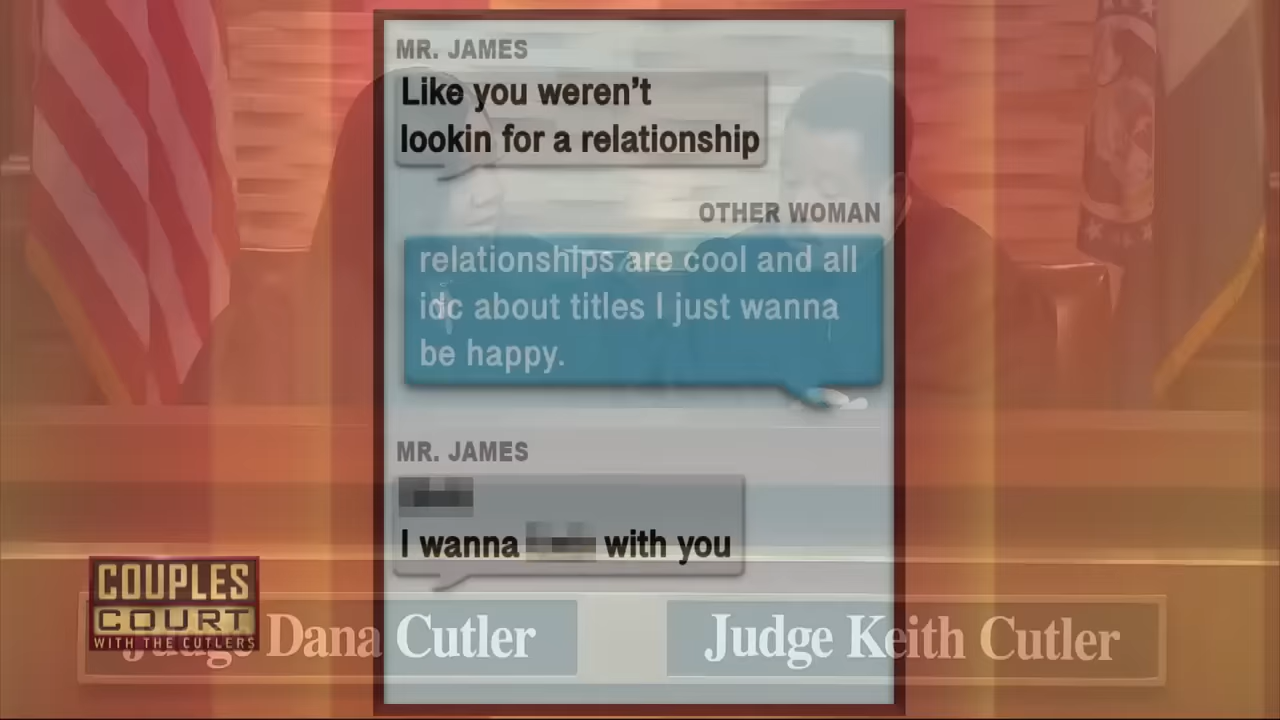 MR. JAMES
Like you weren't
lookin for a relationship
OTHER WOMAN
relationships are cool and all
idc about titles I just wanna
be happy.
MR. JAMES
I wanna with you
COUPLES
COURT
WITH THE CUTLERS
Judge Dana Cutler
Judge Keith Cutler